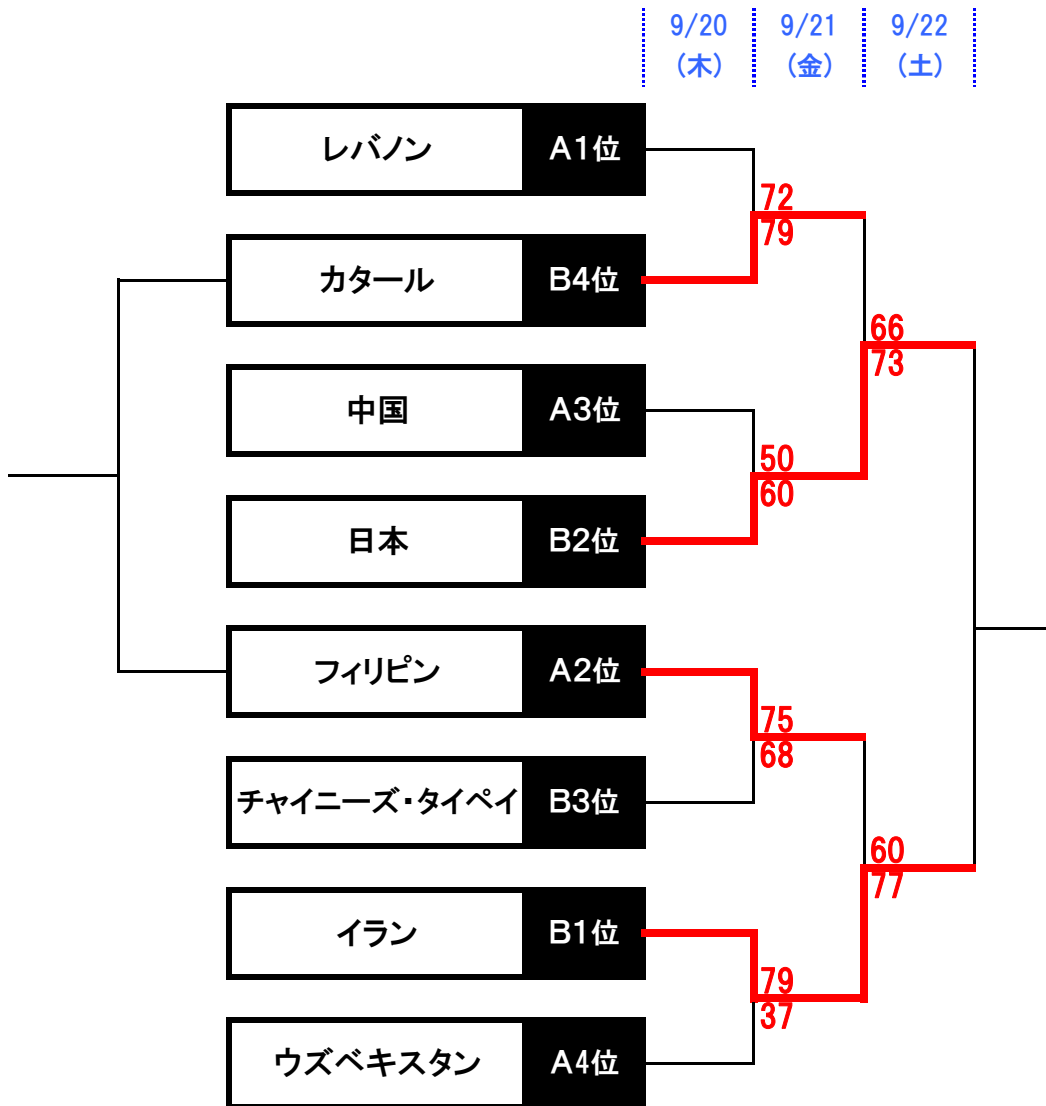 9/20 9/21 9/22
(木) (金) (土)
レバノン A1位
72
79
カタール B4位
66
73
中国 A3位
50
60
日本 B2位
フィリピン A2位
75
68
チャイニーズ・タイペイ B3位
60
77
イラン B1位
79
37
ウズベキスタン A4位